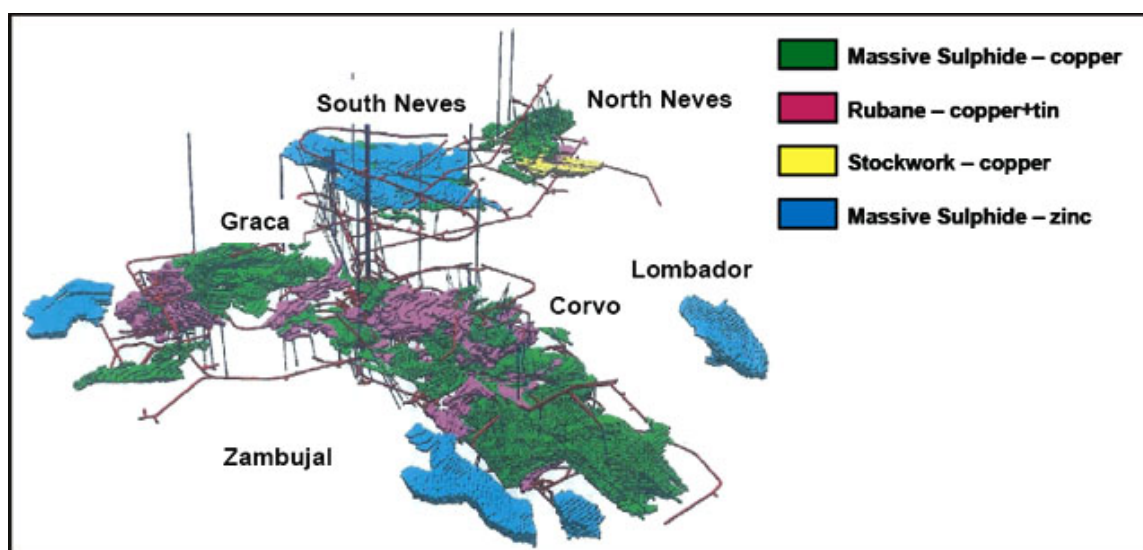 South Neves
North Neves
Graca
Lombador
Corvo
Zambujal
Massive Sulphide – copper
Rubane – copper+tin
Stockwork – copper
Massive Sulphide – zinc